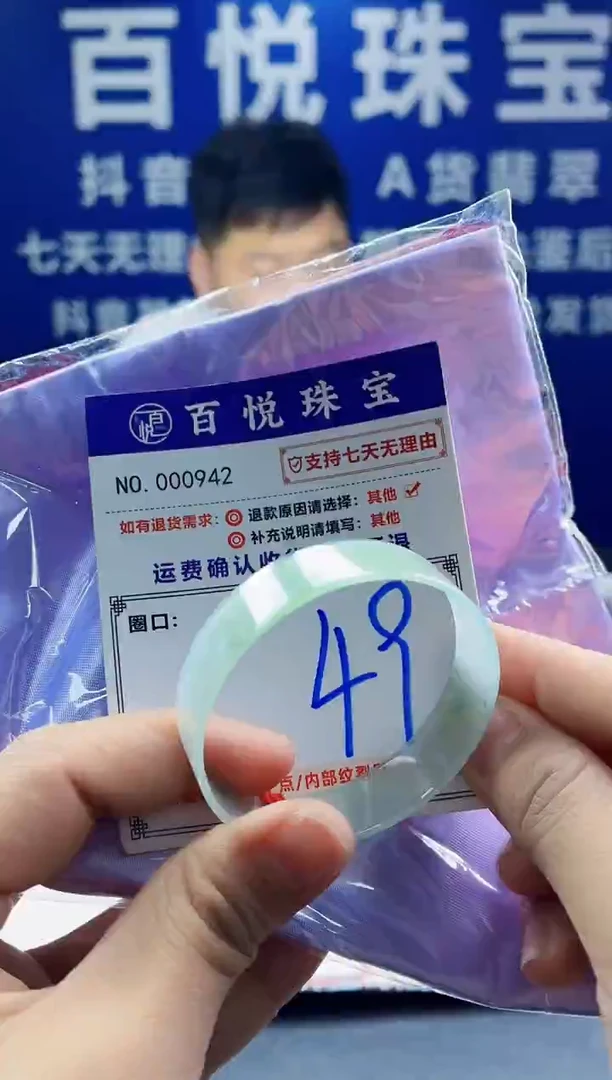 百悦珠宝
抖音
A货翡翠
七天无理
百悦
百悦珠宝
NO.000942
支持七天无理由
如有退货需求：
退款原因请选择：其他
补充说明请填写：其他
运费确认收
圈口：
49
点/内部纹裂